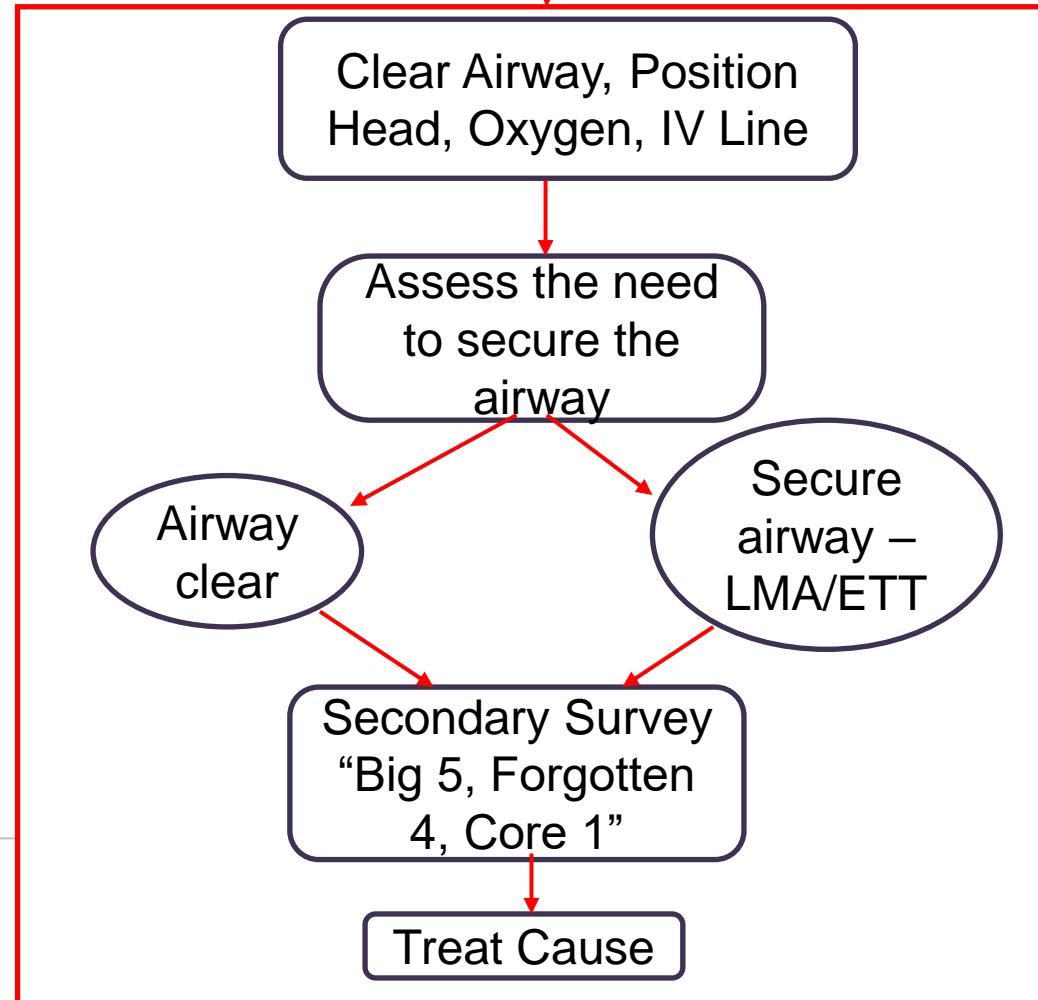 Clear Airway, Position
Head, Oxygen, IV Line
Assess the need
to secure the
airway
Airway
clear
Secure
airway –
LMA/ETT
Secondary Survey
“Big 5, Forgotten
4, Core 1”
Treat Cause